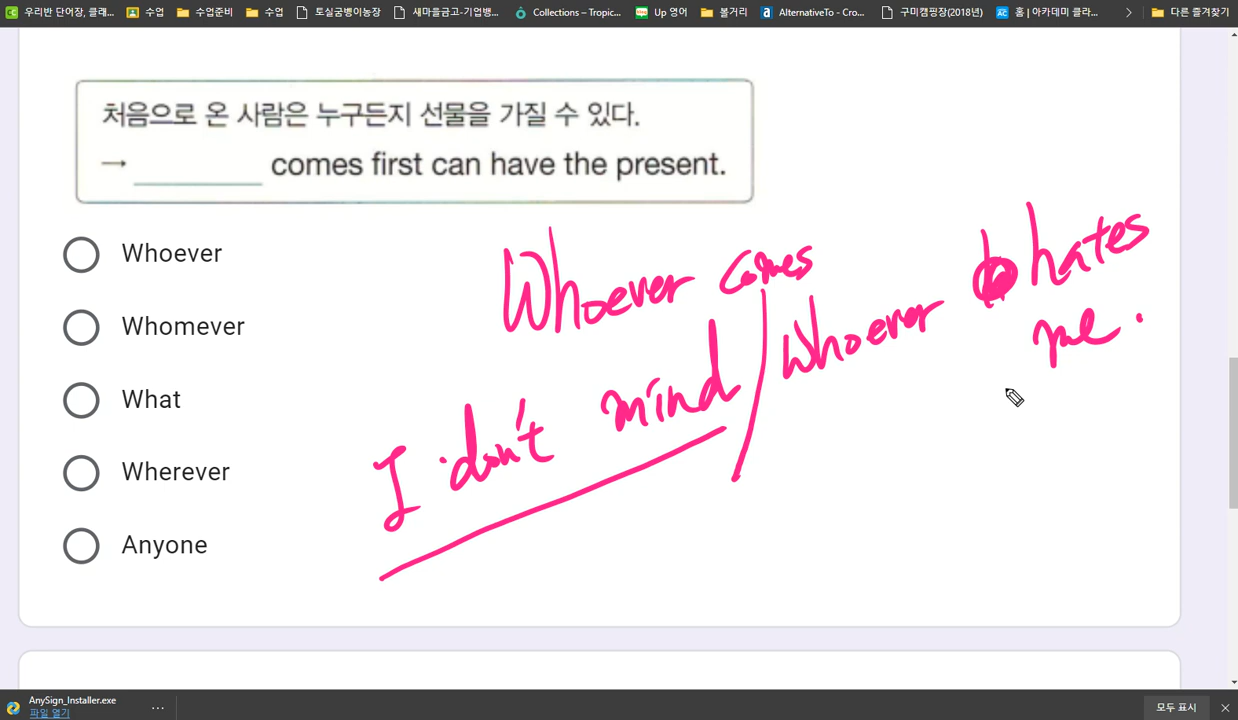 우리반 단어장, 클래... 수업 수업준비 수업 토실궁뱅이농장 새마을금고-기업뱅... Collections – Tropic... Up 영어 볼거리 AlternativeTo - Cro... 구미캠핑장(2018년) 홈 | 아카데미 클라... 다른 즐겨찾기
처음으로 온 사람은 누구든지 선물을 가질 수 있다.
→ ________ comes first can have the present.
Whoever
Whomever
What
Wherever
Anyone
Whoever comes
I don't mind whoever hates
me.
AnySign_Installer.exe
파일 열기
...
모두 표시